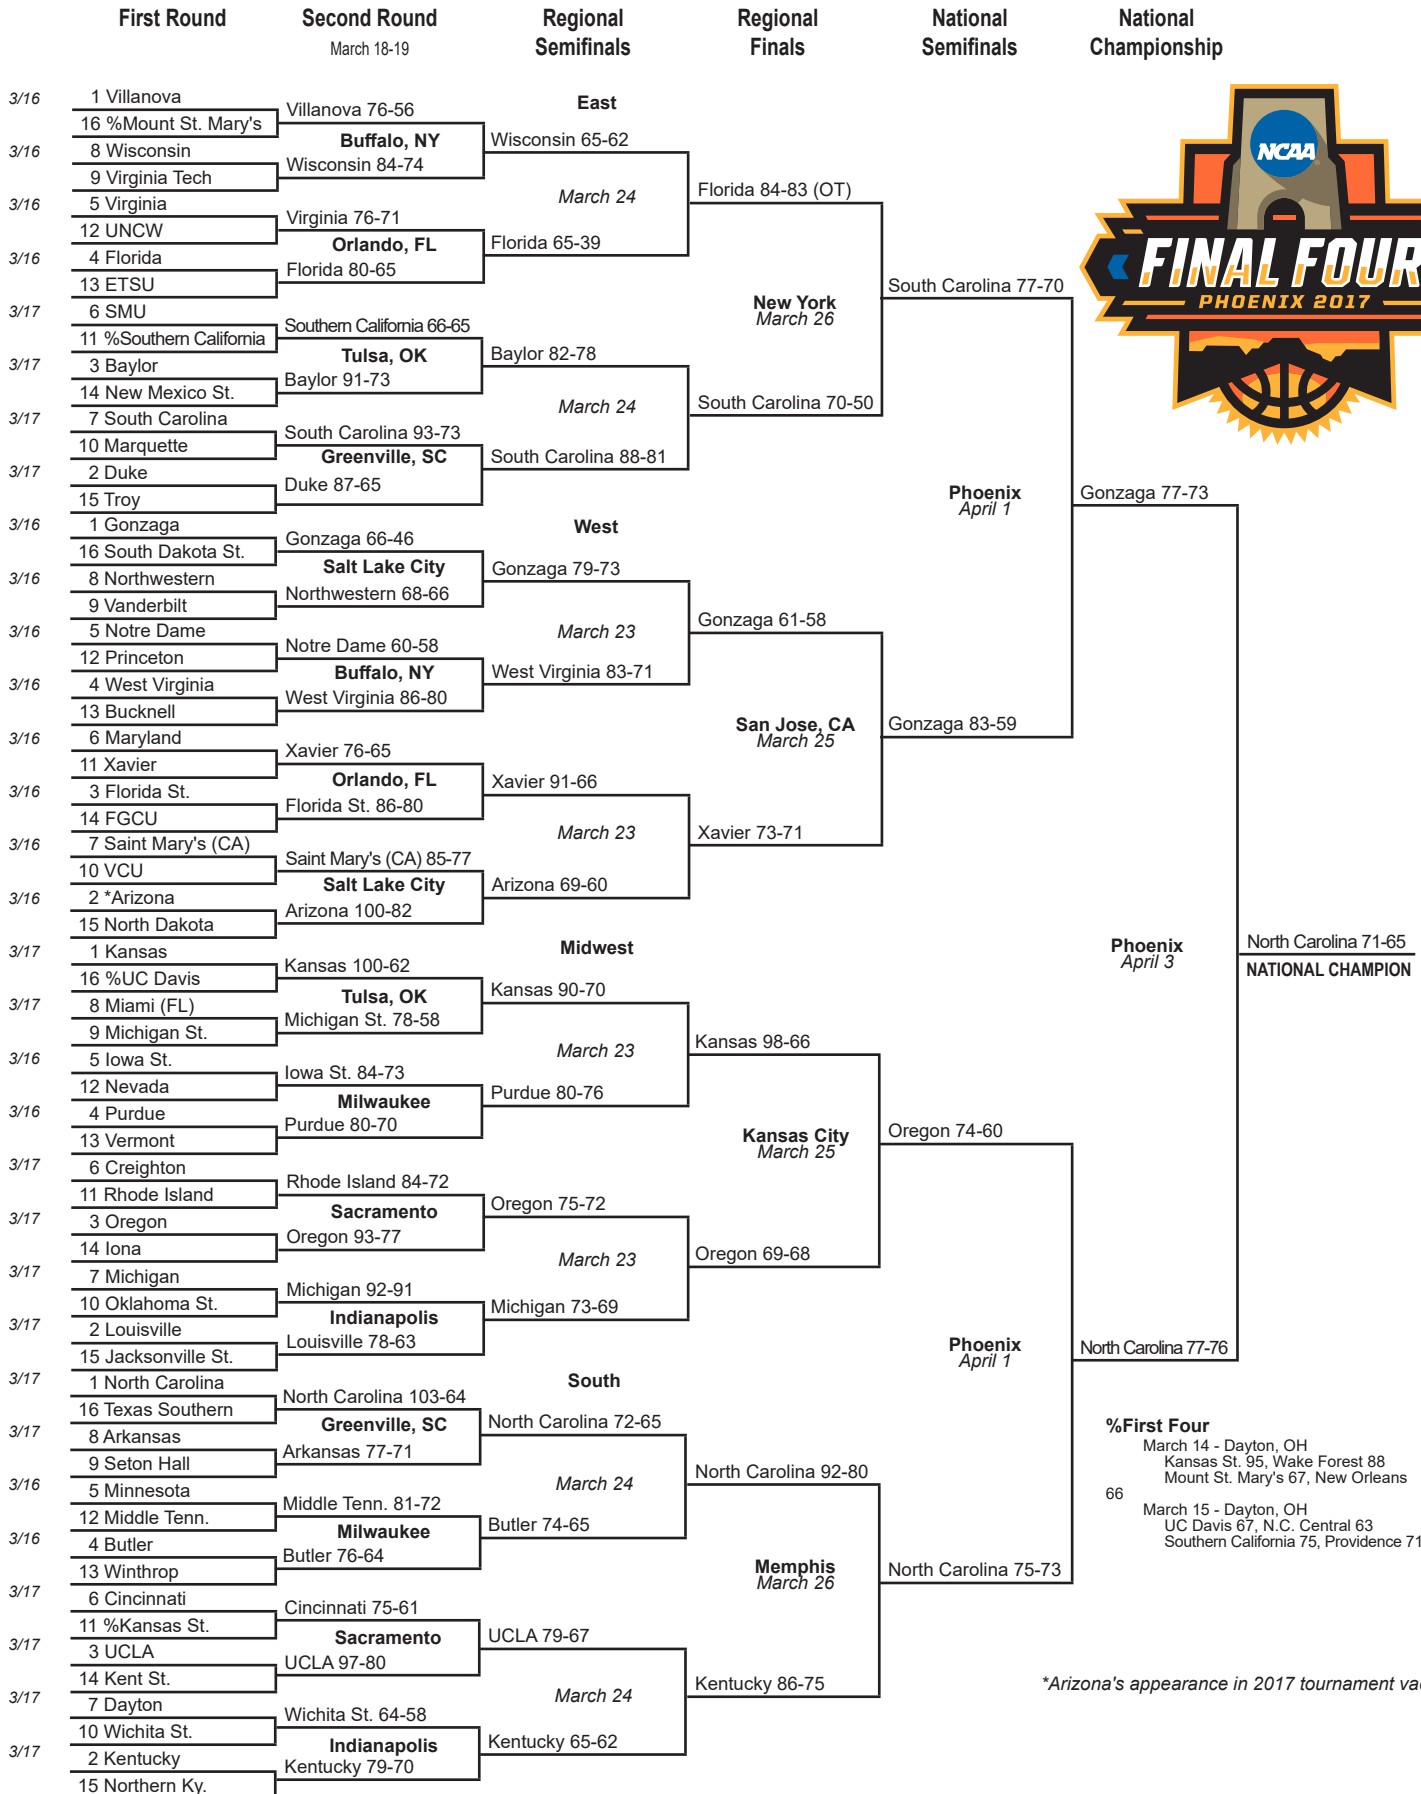 First Round
Second Round
March 18-19
Regional
Semifinals
Regional
Finals
National
Semifinals
National
Championship
NCAA
FINAL FOUR
PHOENIX 2017
East
3/16
1 Villanova
16 %Mount St. Mary's
3/16
8 Wisconsin
9 Virginia Tech
3/16
5 Virginia
12 UNCW
3/16
4 Florida
13 ETSU
3/17
6 SMU
11 %Southern California
3/17
3 Baylor
14 New Mexico St.
3/17
7 South Carolina
10 Marquette
3/17
2 Duke
15 Troy
Villanova 76-56
Buffalo, NY
Wisconsin 84-74
Virginia 76-71
Orlando, FL
Florida 80-65
Southern California 66-65
Tulsa, OK
Baylor 91-73
South Carolina 93-73
Greenville, SC
Duke 87-65
Wisconsin 65-62
March 24
Florida 65-39
Baylor 82-78
March 24
South Carolina 88-81
Florida 84-83 (OT)
New York
March 26
South Carolina 70-50
South Carolina 77-70
West
3/16
1 Gonzaga
16 South Dakota St.
3/16
8 Northwestern
9 Vanderbilt
3/16
5 Notre Dame
12 Princeton
3/16
4 West Virginia
13 Bucknell
3/16
6 Maryland
11 Xavier
3/16
3 Florida St.
14 FGCU
3/16
7 Saint Mary's (CA)
10 VCU
3/16
2 *Arizona
15 North Dakota
Gonzaga 66-46
Salt Lake City
Northwestern 68-66
Notre Dame 60-58
Buffalo, NY
West Virginia 86-80
Xavier 76-65
Orlando, FL
Florida St. 86-80
Saint Mary's (CA) 85-77
Salt Lake City
Arizona 100-82
Gonzaga 79-73
March 23
West Virginia 83-71
Xavier 91-66
March 23
Arizona 69-60
Gonzaga 61-58
San Jose, CA
March 25
Xavier 73-71
Gonzaga 83-59
Phoenix
April 1
Gonzaga 77-73
Midwest
3/17
1 Kansas
16 %UC Davis
3/17
8 Miami (FL)
9 Michigan St.
3/16
5 Iowa St.
12 Nevada
3/16
4 Purdue
13 Vermont
3/17
6 Creighton
11 Rhode Island
3/17
3 Oregon
14 Iona
3/17
7 Michigan
10 Oklahoma St.
3/17
2 Louisville
15 Jacksonville St.
Kansas 100-62
Tulsa, OK
Michigan St. 78-58
Iowa St. 84-73
Milwaukee
Purdue 80-70
Rhode Island 84-72
Sacramento
Oregon 93-77
Michigan 92-91
Indianapolis
Louisville 78-63
Kansas 90-70
March 23
Purdue 80-76
Oregon 75-72
March 23
Michigan 73-69
Kansas 98-66
Kansas City
March 25
Oregon 69-68
Oregon 74-60
South
3/17
1 North Carolina
16 Texas Southern
3/17
8 Arkansas
9 Seton Hall
3/16
5 Minnesota
12 Middle Tenn.
3/16
4 Butler
13 Winthrop
3/17
6 Cincinnati
11 %Kansas St.
3/17
3 UCLA
14 Kent St.
3/17
7 Dayton
10 Wichita St.
3/17
2 Kentucky
15 Northern Ky.
North Carolina 103-64
Greenville, SC
Arkansas 77-71
Middle Tenn. 81-72
Milwaukee
Butler 76-64
Cincinnati 75-61
Sacramento
UCLA 97-80
Wichita St. 64-58
Indianapolis
Kentucky 79-70
North Carolina 72-65
March 24
Butler 74-65
UCLA 79-67
March 24
Kentucky 65-62
North Carolina 92-80
Memphis
March 26
Kentucky 86-75
North Carolina 75-73
Phoenix
April 1
North Carolina 77-76
Phoenix
April 3
North Carolina 71-65
NATIONAL CHAMPION
%First Four
March 14 - Dayton, OH
Kansas St. 95, Wake Forest 88
Mount St. Mary's 67, New Orleans
66
March 15 - Dayton, OH
UC Davis 67, N.C. Central 63
Southern California 75, Providence 71
*Arizona's appearance in 2017 tournament va